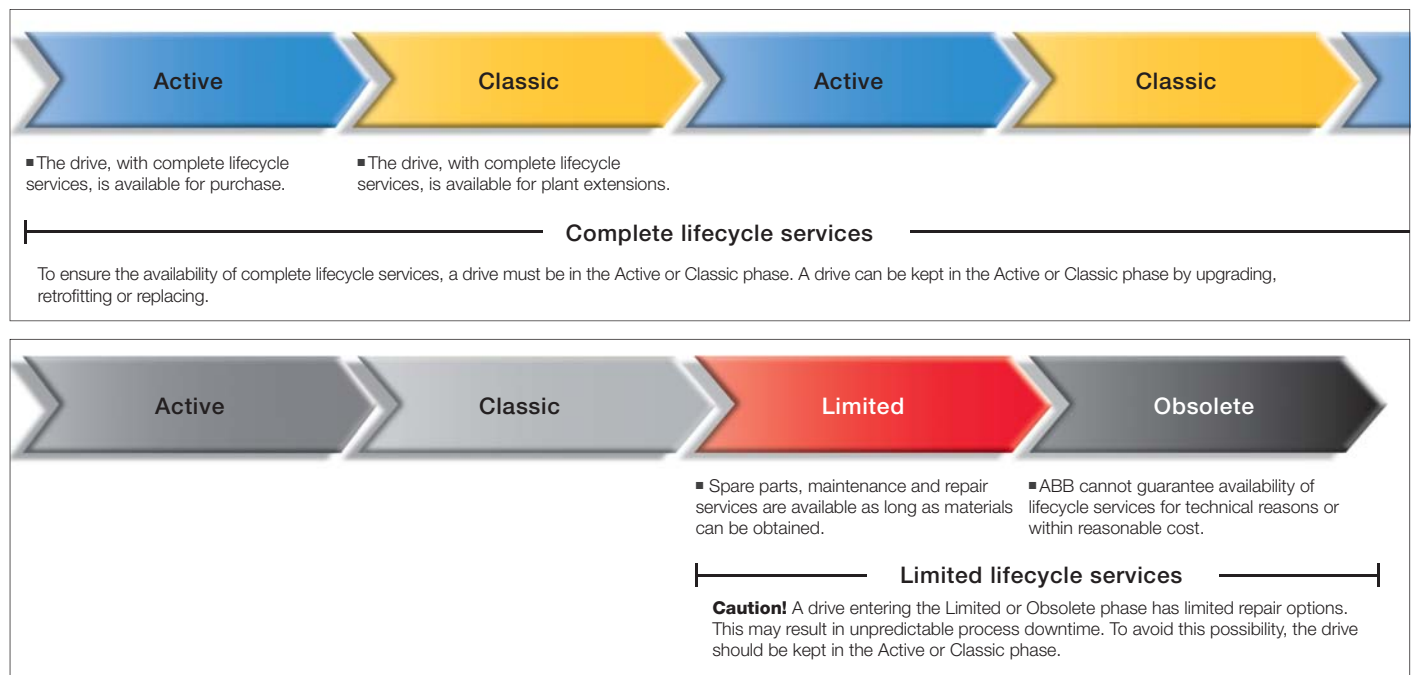 Active
Classic
Active
Classic
■ The drive, with complete lifecycle
services, is available for purchase.
■ The drive, with complete lifecycle
services, is available for plant extensions.
Complete lifecycle services
To ensure the availability of complete lifecycle services, a drive must be in the Active or Classic phase. A drive can be kept in the Active or Classic phase by upgrading,
retrofitting or replacing.
Active
Classic
Limited
Obsolete
■ Spare parts, maintenance and repair
services are available as long as materials
can be obtained.
■ ABB cannot guarantee availability of
lifecycle services for technical reasons or
within reasonable cost.
Limited lifecycle services
Caution! A drive entering the Limited or Obsolete phase has limited repair options.
This may result in unpredictable process downtime. To avoid this possibility, the drive
should be kept in the Active or Classic phase.